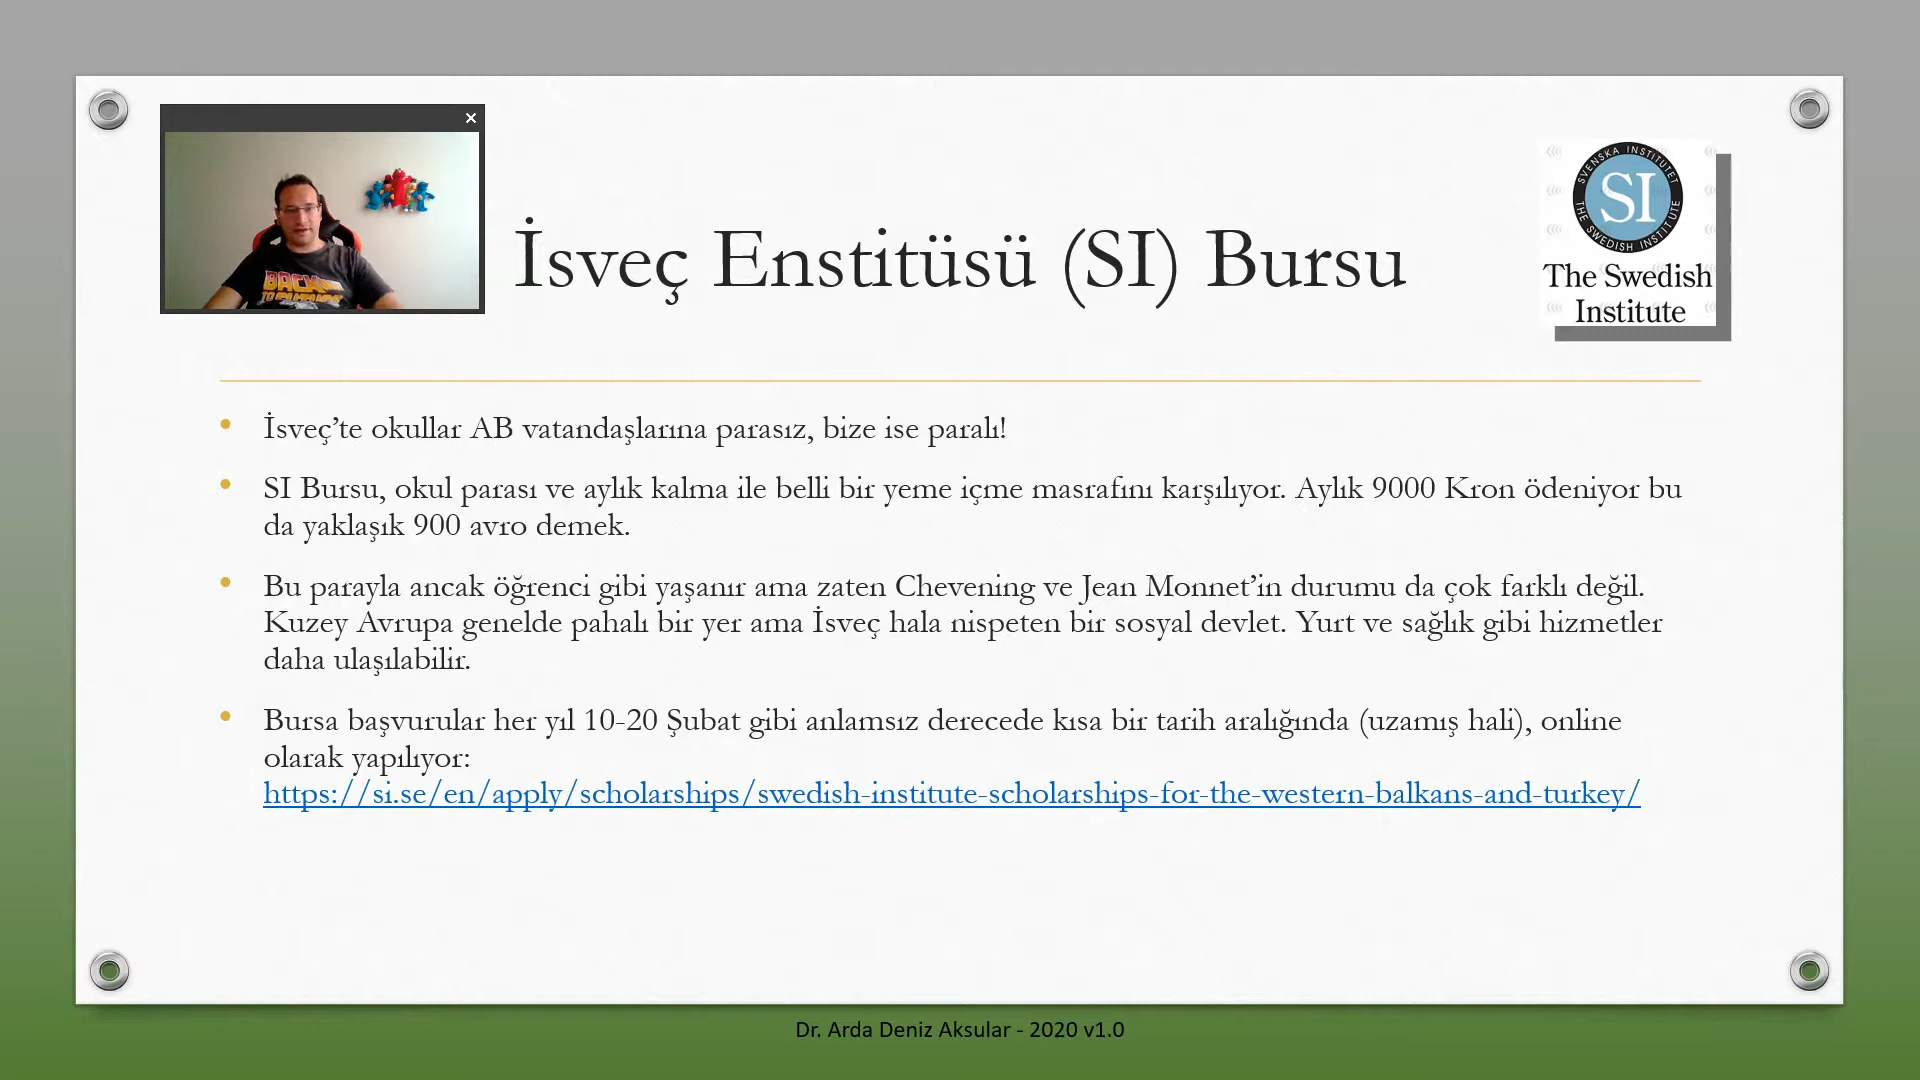 BACK
TO
İsveç Enstitüsü (SI) Bursu
SVENSKA INSTITUTET
SI
THE SWEDISH INSTITUTE
The Swedish
Institute
İsveç’te okullar AB vatandaşlarına parasız, bize ise paralı!
SI Bursu, okul parası ve aylık kalma ile belli bir yeme içme masrafını karşılıyor. Aylık 9000 Kron ödeniyor bu
da yaklaşık 900 avro demek.
Bu parayla ancak öğrenci gibi yaşanır ama zaten Chevening ve Jean Monnet’in durumu da çok farklı değil.
Kuzey Avrupa genelde pahalı bir yer ama İsveç hala nispeten bir sosyal devlet. Yurt ve sağlık gibi hizmetler
daha ulaşılabilir.
Bursa başvurular her yıl 10-20 Şubat gibi anlamsız derecede kısa bir tarih aralığında (uzamış hali), online
olarak yapılıyor:
https://si.se/en/apply/scholarships/swedish-institute-scholarships-for-the-western-balkans-and-turkey/
Dr. Arda Deniz Aksular - 2020 v1.0